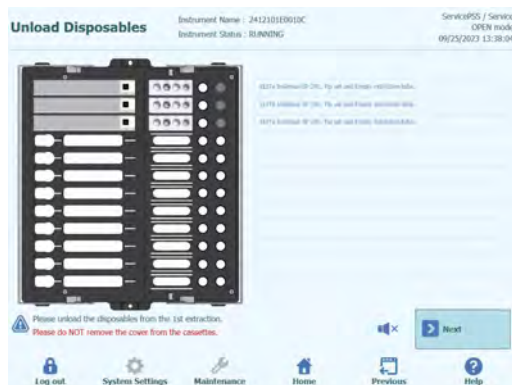 Unload Disposables
Instrument Name : 2412101E0010C
Instrument Status : RUNNING
ServicePSS / Service
OPEN mode
09/25/2023 13:38:04
Please unload the disposables from the 1st extraction.
Please do NOT remove the cover from the cassettes.
Next
Log out
System Settings
Maintenance
Home
Previous
Help